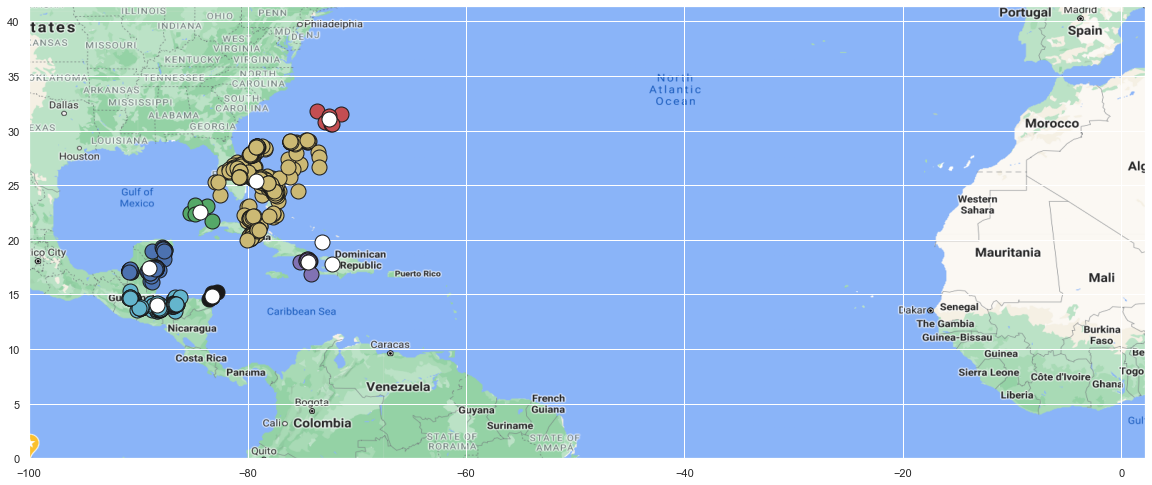 ILLINOIS
OHIO
PENN
Portugal
Madrid
tates
INDIANA
Philadelphia
MD
DE
NJ
Spain
KANSAS
MISSOURI
WEST
VIRGINIA
KENTUCKY
VIRGINIA
OKLAHOMA
TENNESSEE
NORTH
CAROLINA
North
Atlantic
Ocean
ARKANSAS
Dallas
MISSISSIPPI
SOUTH
CAROLINA
ALABAMA
Morocco
EXAS
GEORGIA
LOUISIANA
Houston
Alg
Gulf of
Mexico
Western
Sahara
ico City
Dominican
Republic
Mauritania
Puerto Rico
Mali
Caribbean Sea
Dakar
Senegal
Nicaragua
The Gambia
Burkina
Faso
Guinea-Bissau
Caracas
Costa Rica
Guinea
Be
Panama
Sierra Leone
Côte d'Ivoire
Togo
Venezuela
Ghana
Liberia
Bogota
Guyana
French
Guiana
Cali
Colombia
Suriname
Gulf
STATE OF
RORAIMA
STATE OF
AMAPA
Quito
40
35
30
25
20
15
10
5
0
−100
−80
−60
−40
−20
0